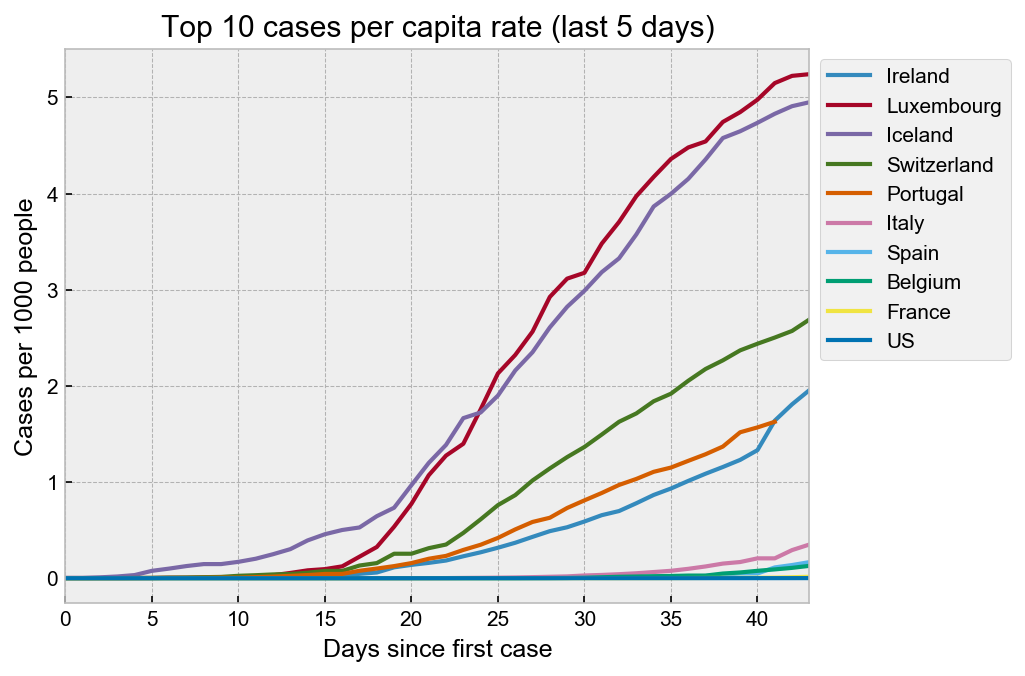 Top 10 cases per capita rate (last 5 days)
Cases per 1000 people
5
4
3
2
1
0
0 5 10 15 20 25 30 35 40
Days since first case
Ireland
Luxembourg
Iceland
Switzerland
Portugal
Italy
Spain
Belgium
France
US